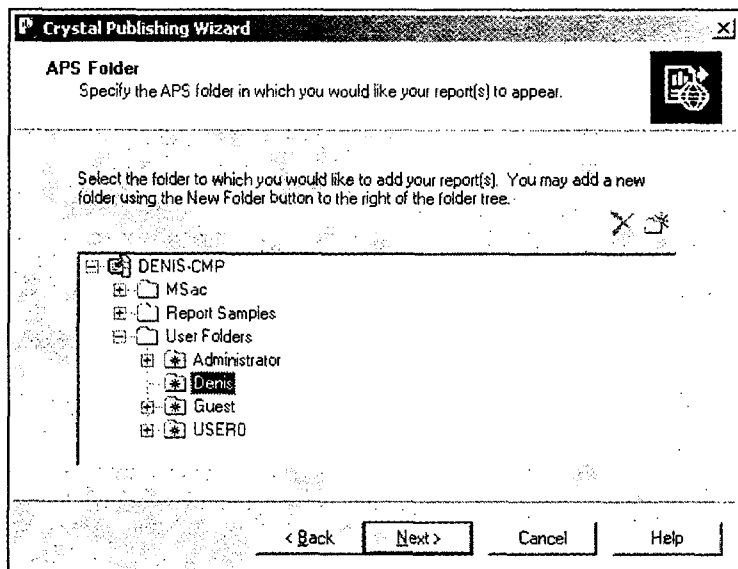 Crystal Publishing Wizard
APS Folder
Specify the APS folder in which you would like your report(s) to appear.
Select the folder to which you would like to add your report(s). You may add a new
folder using the New Folder button to the right of the folder tree.
DENIS-CMP
MSac
Report Samples
User Folders
Administrator
Denis
Guest
USER0
< Back
Next >
Cancel
Help